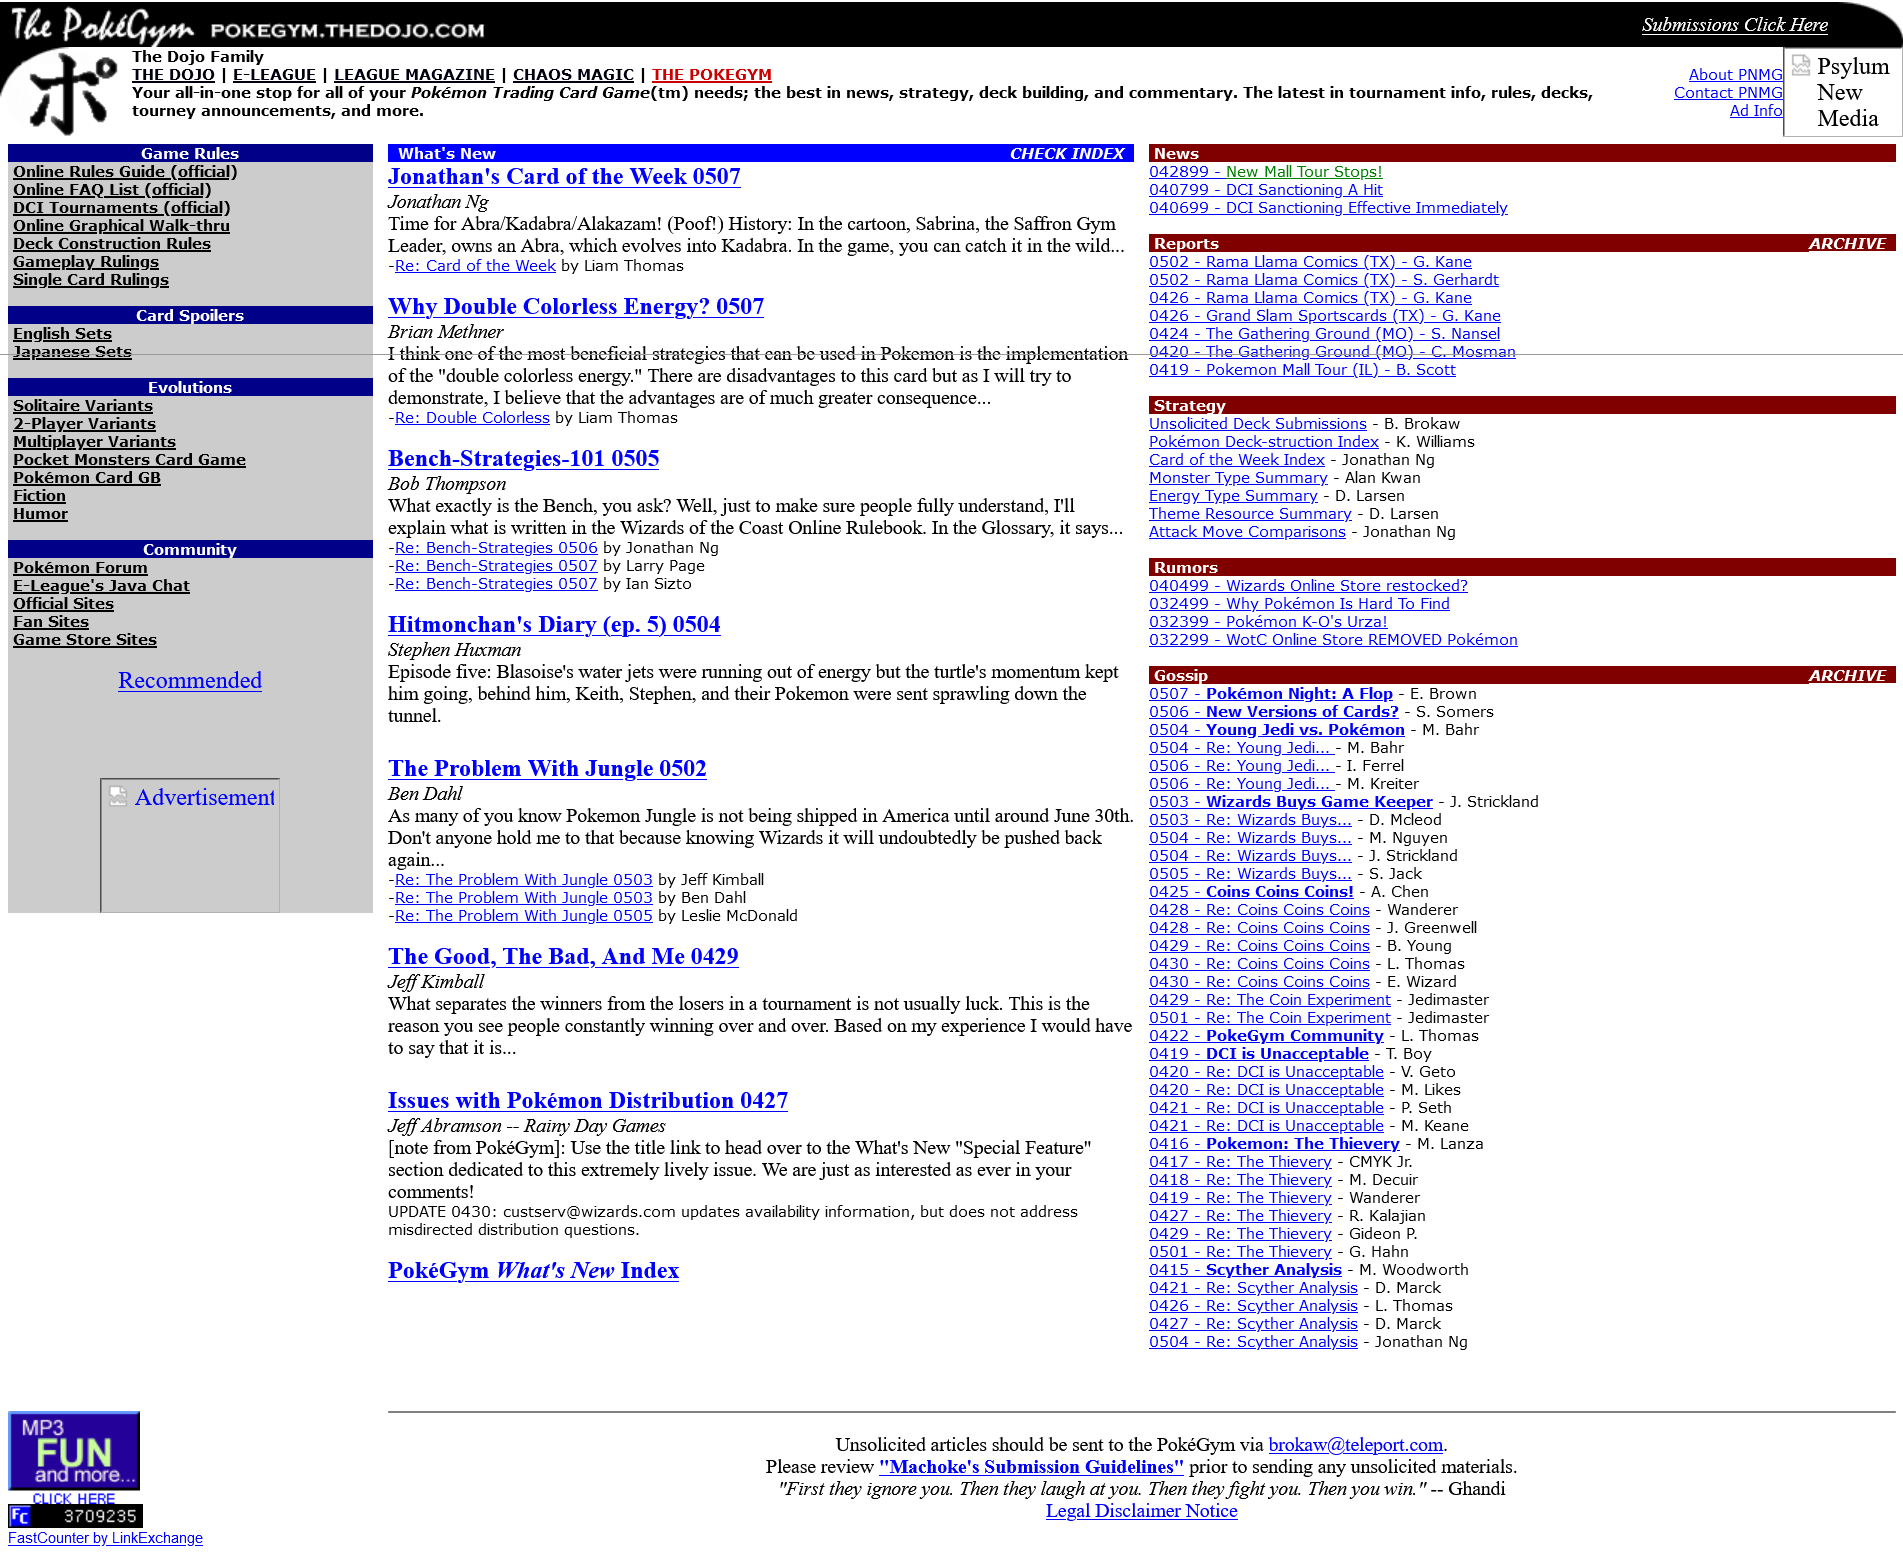 The PokéGym POKEGYM.THEDOJO.COM
Submissions Click Here
ポ
The Dojo Family
THE DOJO | E-LEAGUE | LEAGUE MAGAZINE | CHAOS MAGIC | THE POKEGYM
Your all-in-one stop for all of your Pokémon Trading Card Game(tm) needs; the best in news, strategy, deck building, and commentary. The latest in tournament info, rules, decks,
tourney announcements, and more.
About PNMG
Contact PNMG
Ad Info
Psylum
New
Media
Game Rules
Online Rules Guide (official)
Online FAQ List (official)
DCI Tournaments (official)
Online Graphical Walk-thru
Deck Construction Rules
Gameplay Rulings
Single Card Rulings
Card Spoilers
English Sets
Japanese Sets
Evolutions
Solitaire Variants
2-Player Variants
Multiplayer Variants
Pocket Monsters Card Game
Pokémon Card GB
Fiction
Humor
Community
Pokémon Forum
E-League's Java Chat
Official Sites
Fan Sites
Game Store Sites
Recommended
Advertisement
What's New CHECK INDEX
Jonathan's Card of the Week 0507
Jonathan Ng
Time for Abra/Kadabra/Alakazam! (Poof!) History: In the cartoon, Sabrina, the Saffron Gym
Leader, owns an Abra, which evolves into Kadabra. In the game, you can catch it in the wild...
-Re: Card of the Week by Liam Thomas
Why Double Colorless Energy? 0507
Brian Methner
I think one of the most beneficial strategies that can be used in Pokemon is the implementation
of the "double colorless energy." There are disadvantages to this card but as I will try to
demonstrate, I believe that the advantages are of much greater consequence...
-Re: Double Colorless by Liam Thomas
Bench-Strategies-101 0505
Bob Thompson
What exactly is the Bench, you ask? Well, just to make sure people fully understand, I'll
explain what is written in the Wizards of the Coast Online Rulebook. In the Glossary, it says...
-Re: Bench-Strategies 0506 by Jonathan Ng
-Re: Bench-Strategies 0507 by Larry Page
-Re: Bench-Strategies 0507 by Ian Sizto
Hitmonchan's Diary (ep. 5) 0504
Stephen Huxman
Episode five: Blasoise's water jets were running out of energy but the turtle's momentum kept
him going, behind him, Keith, Stephen, and their Pokemon were sent sprawling down the
tunnel.
The Problem With Jungle 0502
Ben Dahl
As many of you know Pokemon Jungle is not being shipped in America until around June 30th.
Don't anyone hold me to that because knowing Wizards it will undoubtedly be pushed back
again...
-Re: The Problem With Jungle 0503 by Jeff Kimball
-Re: The Problem With Jungle 0503 by Ben Dahl
-Re: The Problem With Jungle 0505 by Leslie McDonald
The Good, The Bad, And Me 0429
Jeff Kimball
What separates the winners from the losers in a tournament is not usually luck. This is the
reason you see people constantly winning over and over. Based on my experience I would have
to say that it is...
Issues with Pokémon Distribution 0427
Jeff Abramson -- Rainy Day Games
[note from PokéGym]: Use the title link to head over to the What's New "Special Feature"
section dedicated to this extremely lively issue. We are just as interested as ever in your
comments!
UPDATE 0430: custserv@wizards.com updates availability information, but does not address
misdirected distribution questions.
PokéGym What's New Index
News
042899 - New Mall Tour Stops!
040799 - DCI Sanctioning A Hit
040699 - DCI Sanctioning Effective Immediately
Reports ARCHIVE
0502 - Rama Llama Comics (TX) - G. Kane
0502 - Rama Llama Comics (TX) - S. Gerhardt
0426 - Rama Llama Comics (TX) - G. Kane
0426 - Grand Slam Sportscards (TX) - G. Kane
0424 - The Gathering Ground (MO) - S. Nansel
0420 - The Gathering Ground (MO) - C. Mosman
0419 - Pokemon Mall Tour (IL) - B. Scott
Strategy
Unsolicited Deck Submissions - B. Brokaw
Pokémon Deck-struction Index - K. Williams
Card of the Week Index - Jonathan Ng
Monster Type Summary - Alan Kwan
Energy Type Summary - D. Larsen
Theme Resource Summary - D. Larsen
Attack Move Comparisons - Jonathan Ng
Rumors
040499 - Wizards Online Store restocked?
032499 - Why Pokémon Is Hard To Find
032399 - Pokémon K-O's Urza!
032299 - WotC Online Store REMOVED Pokémon
Gossip ARCHIVE
0507 - Pokémon Night: A Flop - E. Brown
0506 - New Versions of Cards? - S. Somers
0504 - Young Jedi vs. Pokémon - M. Bahr
0504 - Re: Young Jedi... - M. Bahr
0506 - Re: Young Jedi... - I. Ferrel
0506 - Re: Young Jedi... - M. Kreiter
0503 - Wizards Buys Game Keeper - J. Strickland
0503 - Re: Wizards Buys... - D. Mcleod
0504 - Re: Wizards Buys... - M. Nguyen
0504 - Re: Wizards Buys... - J. Strickland
0505 - Re: Wizards Buys... - S. Jack
0425 - Coins Coins Coins! - A. Chen
0428 - Re: Coins Coins Coins - Wanderer
0428 - Re: Coins Coins Coins - J. Greenwell
0429 - Re: Coins Coins Coins - B. Young
0430 - Re: Coins Coins Coins - L. Thomas
0430 - Re: Coins Coins Coins - E. Wizard
0429 - Re: The Coin Experiment - Jedimaster
0501 - Re: The Coin Experiment - Jedimaster
0422 - PokeGym Community - L. Thomas
0419 - DCI is Unacceptable - T. Boy
0420 - Re: DCI is Unacceptable - V. Geto
0420 - Re: DCI is Unacceptable - M. Likes
0421 - Re: DCI is Unacceptable - P. Seth
0421 - Re: DCI is Unacceptable - M. Keane
0416 - Pokemon: The Thievery - M. Lanza
0417 - Re: The Thievery - CMYK Jr.
0418 - Re: The Thievery - M. Decuir
0419 - Re: The Thievery - Wanderer
0427 - Re: The Thievery - R. Kalajian
0429 - Re: The Thievery - Gideon P.
0501 - Re: The Thievery - G. Hahn
0415 - Scyther Analysis - M. Woodworth
0421 - Re: Scyther Analysis - D. Marck
0426 - Re: Scyther Analysis - L. Thomas
0427 - Re: Scyther Analysis - D. Marck
0504 - Re: Scyther Analysis - Jonathan Ng
MP3
FUN
and more...
CLICK HERE
FC 3709235
FastCounter by LinkExchange
Unsolicited articles should be sent to the PokéGym via brokaw@teleport.com.
Please review "Machoke's Submission Guidelines" prior to sending any unsolicited materials.
"First they ignore you. Then they laugh at you. Then they fight you. Then you win." -- Ghandi
Legal Disclaimer Notice